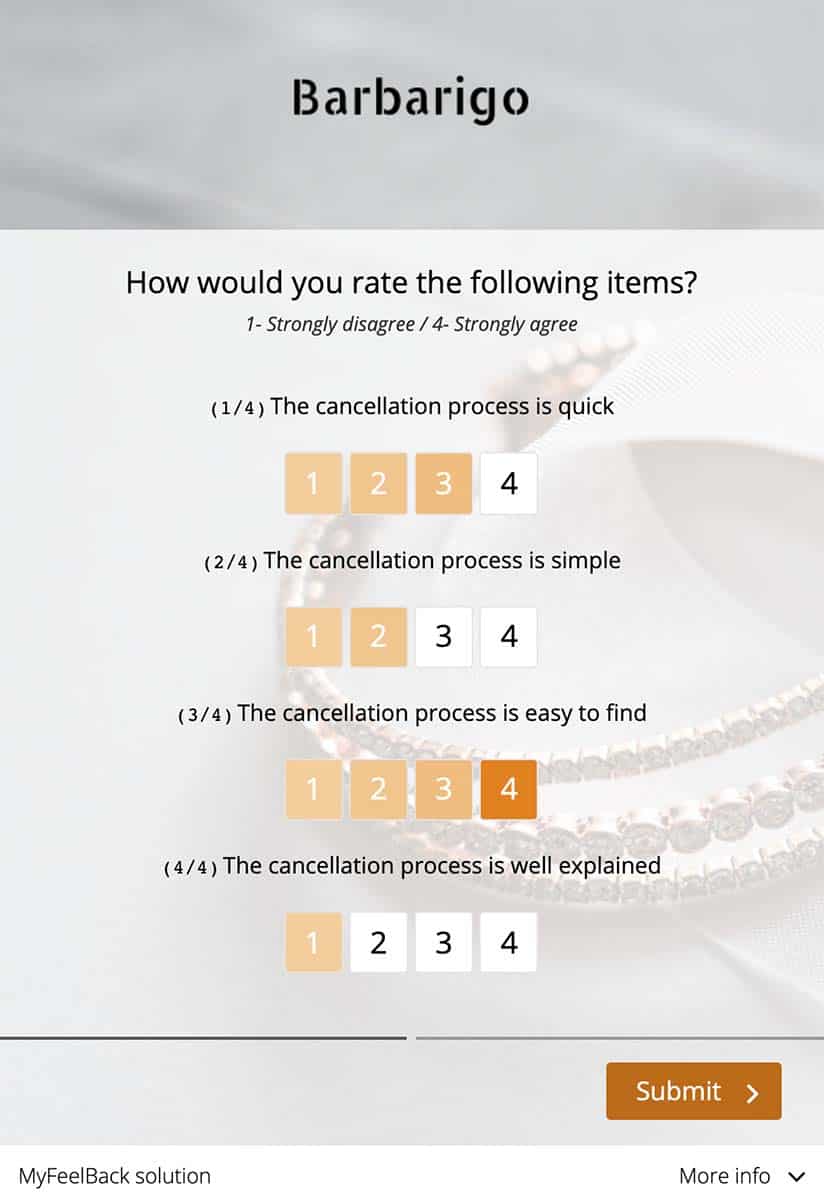 Barbarigo
How would you rate the following items?
1- Strongly disagree / 4- Strongly agree
(1/4) The cancellation process is quick
1 2 3 4
(2/4) The cancellation process is simple
1 2 3 4
(3/4) The cancellation process is easy to find
1 2 3 4
(4/4) The cancellation process is well explained
1 2 3 4
Submit
MyFeelBack solution More info